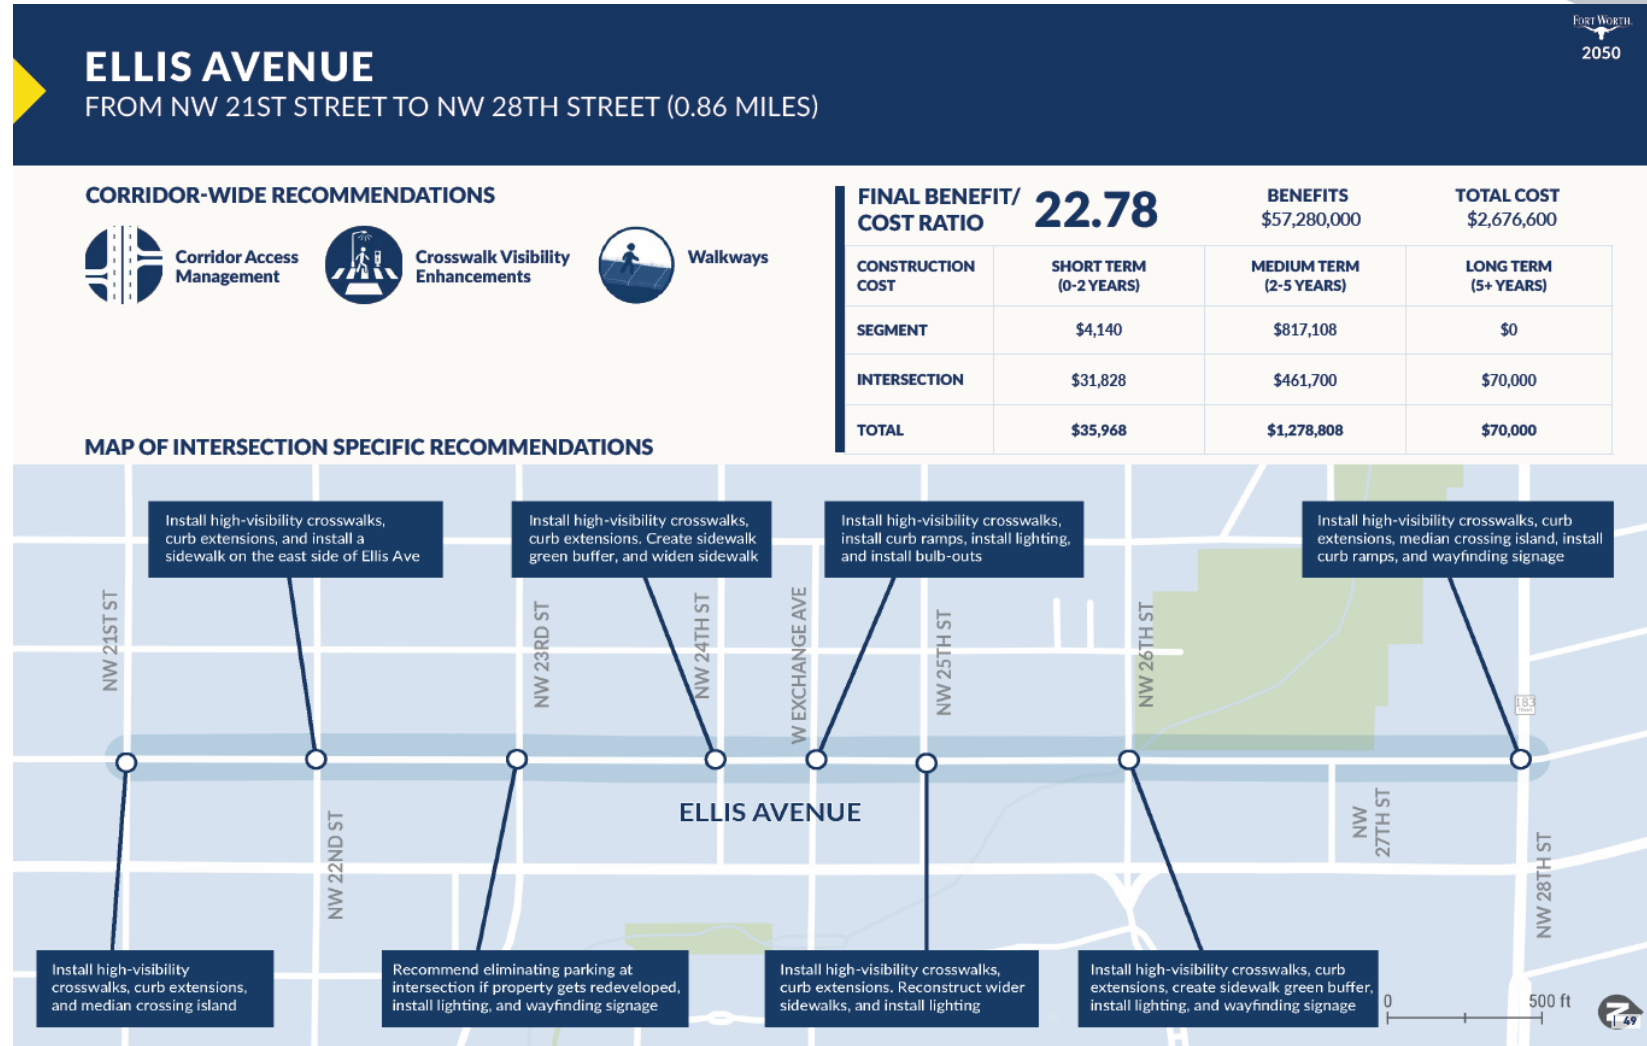 FORT WORTH
2050
ELLIS AVENUE
FROM NW 21ST STREET TO NW 28TH STREET (0.86 MILES)
CORRIDOR-WIDE RECOMMENDATIONS
Corridor Access
Management
Crosswalk Visibility
Enhancements
Walkways
FINAL BENEFIT/
COST RATIO
22.78
BENEFITS
$57,280,000
TOTAL COST
$2,676,600
CONSTRUCTION
COST
SHORT TERM
(0-2 YEARS)
MEDIUM TERM
(2-5 YEARS)
LONG TERM
(5+ YEARS)
SEGMENT $4,140 $817,108 $0
INTERSECTION $31,828 $461,700 $70,000
TOTAL $35,968 $1,278,808 $70,000
MAP OF INTERSECTION SPECIFIC RECOMMENDATIONS
Install high-visibility crosswalks,
curb extensions, and install a
sidewalk on the east side of Ellis Ave
Install high-visibility crosswalks,
curb extensions. Create sidewalk
green buffer, and widen sidewalk
Install high-visibility crosswalks,
install curb ramps, install lighting,
and install bulb-outs
Install high-visibility crosswalks, curb
extensions, median crossing island, install
curb ramps, and wayfinding signage
NW 21ST ST
NW 23RD ST
NW 24TH ST
W EXCHANGE AVE
NW 25TH ST
NW 26TH ST
183
ELLIS AVENUE
NW 22ND ST
NW
27TH ST
NW 28TH ST
Install high-visibility
crosswalks, curb extensions,
and median crossing island
Recommend eliminating parking at
intersection if property gets redeveloped,
install lighting, and wayfinding signage
Install high-visibility crosswalks,
curb extensions. Reconstruct wider
sidewalks, and install lighting
Install high-visibility crosswalks, curb
extensions, create sidewalk green buffer,
install lighting, and wayfinding signage
0 500 ft
N
49